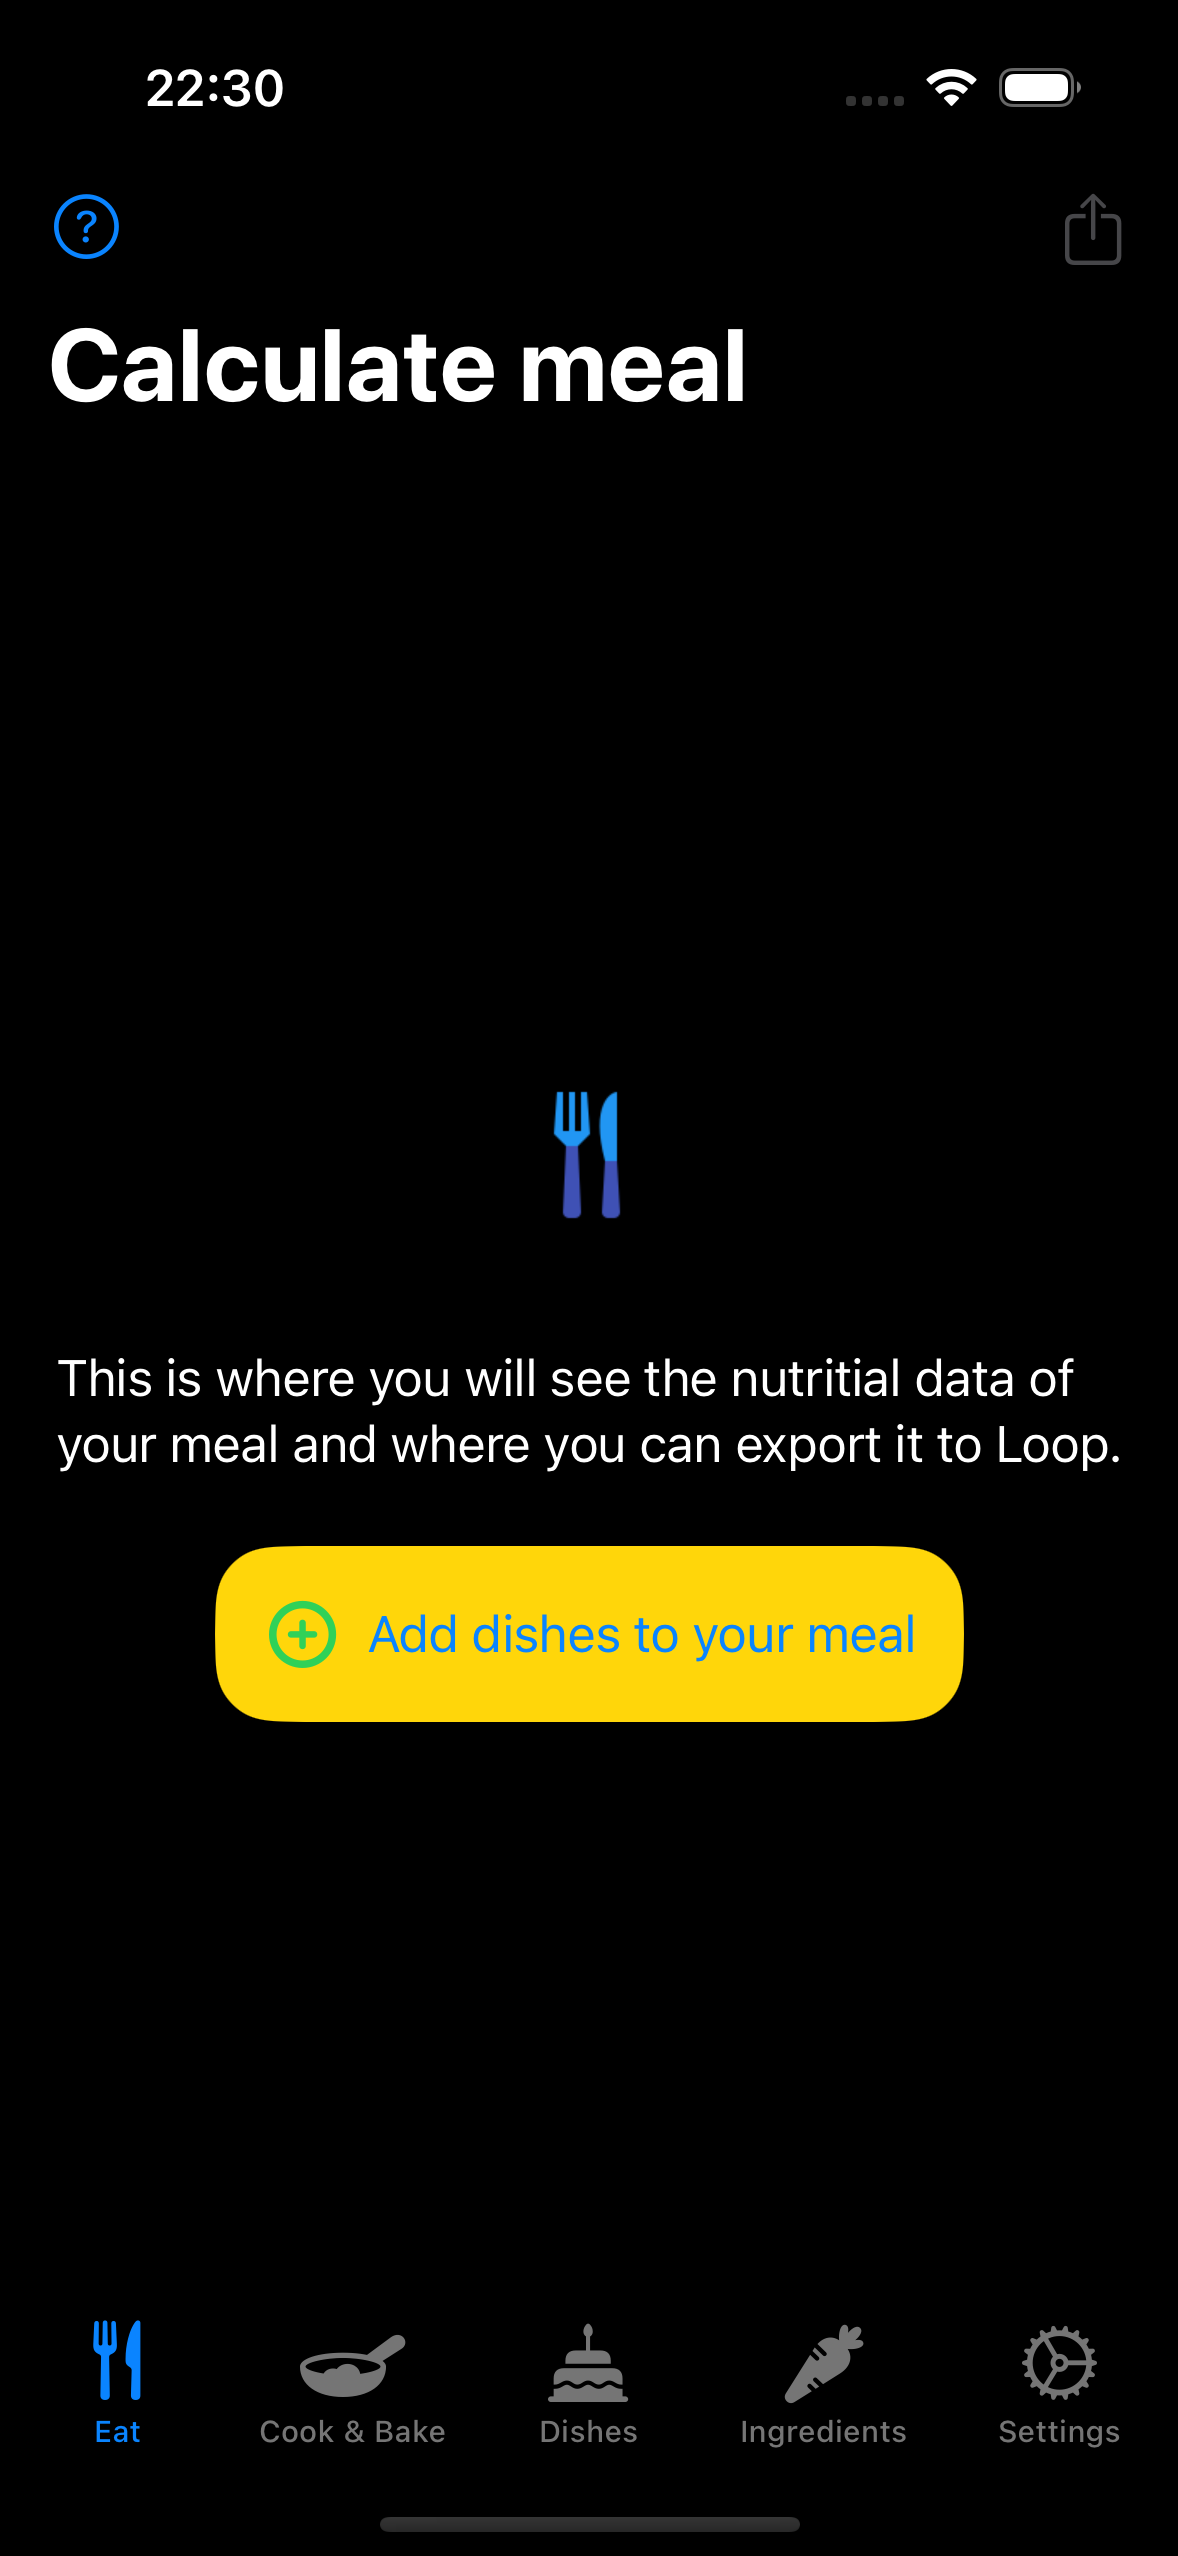 22:30
?
Calculate meal
This is where you will see the nutritial data of
your meal and where you can export it to Loop.
Add dishes to your meal
Eat
Cook & Bake
Dishes
Ingredients
Settings